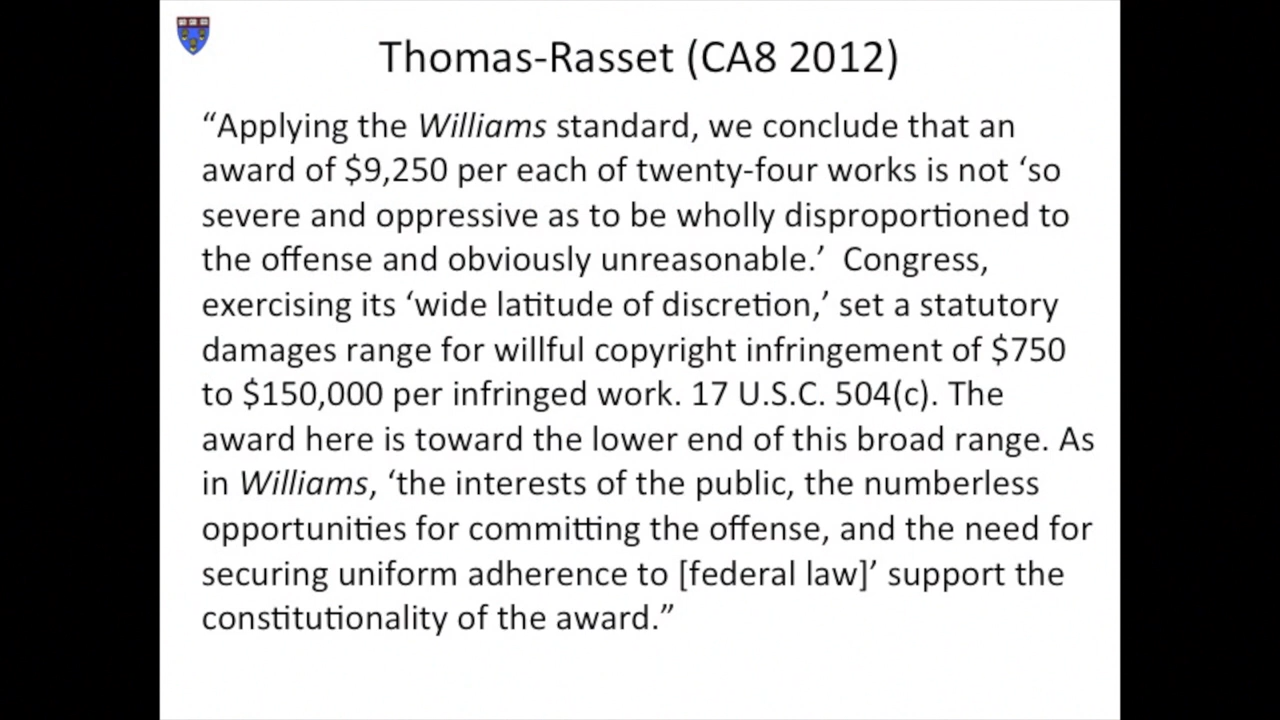 Thomas-Rasset (CA8 2012)
“Applying the Williams standard, we conclude that an
award of $9,250 per each of twenty-four works is not ‘so
severe and oppressive as to be wholly disproportioned to
the offense and obviously unreasonable.’  Congress,
exercising its ‘wide latitude of discretion,’ set a statutory
damages range for willful copyright infringement of $750
to $150,000 per infringed work. 17 U.S.C. 504(c). The
award here is toward the lower end of this broad range. As
in Williams, ‘the interests of the public, the numberless
opportunities for committing the offense, and the need for
securing uniform adherence to [federal law]’ support the
constitutionality of the award.”